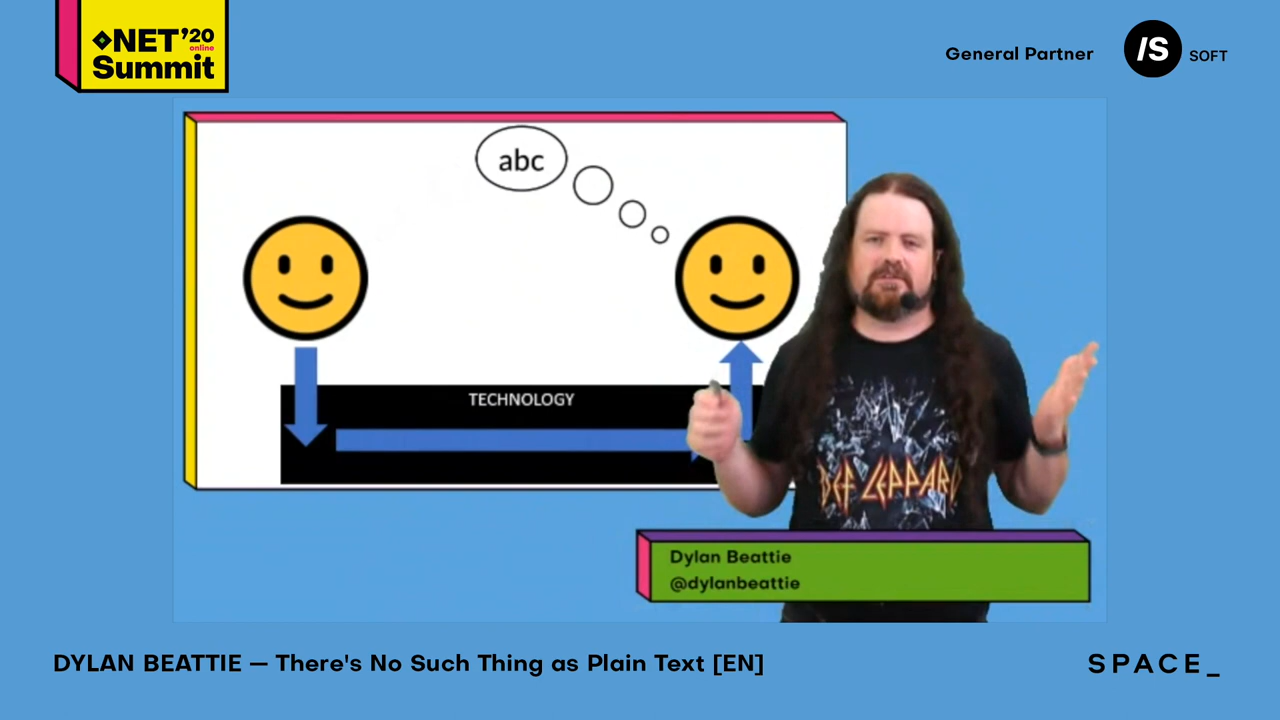 NET'20
online
Summit
General Partner
/S SOFT
abc
TECHNOLOGY
DEF LEPPARD
Dylan Beattie
@dylanbeattie
DYLAN BEATTIE — There's No Such Thing as Plain Text [EN]
SPACE_